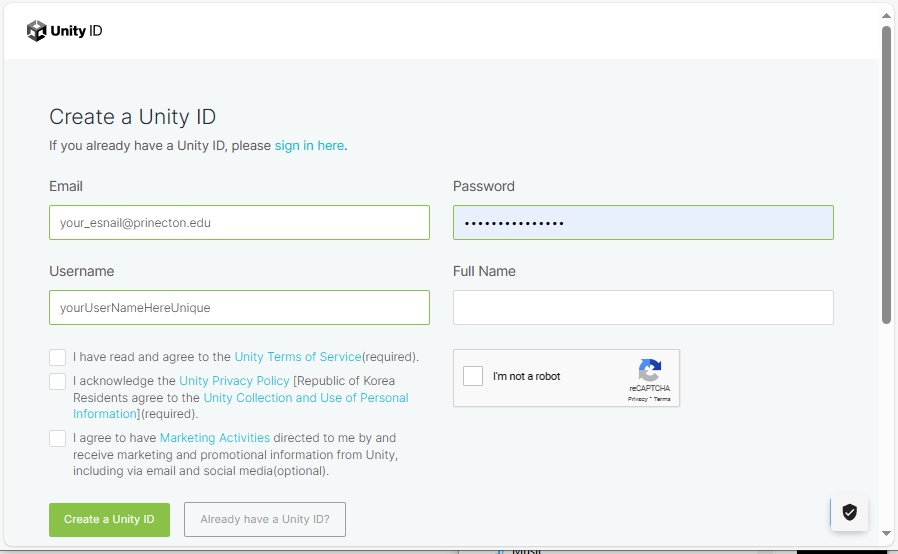 Unity ID
Create a Unity ID
If you already have a Unity ID, please sign in here.
Email
Password
your_esnail@prinecton.edu
•••••••••••••••
Username
Full Name
yourUserNameHereUnique
I have read and agree to the Unity Terms of Service(required).
I acknowledge the Unity Privacy Policy [Republic of Korea
Residents agree to the Unity Collection and Use of Personal
Information](required).
I agree to have Marketing Activities directed to me by and
receive marketing and promotional information from Unity,
including via email and social media(optional).
I'm not a robot
reCAPTCHA
Privacy - Terms
Create a Unity ID
Already have a Unity ID?
Music